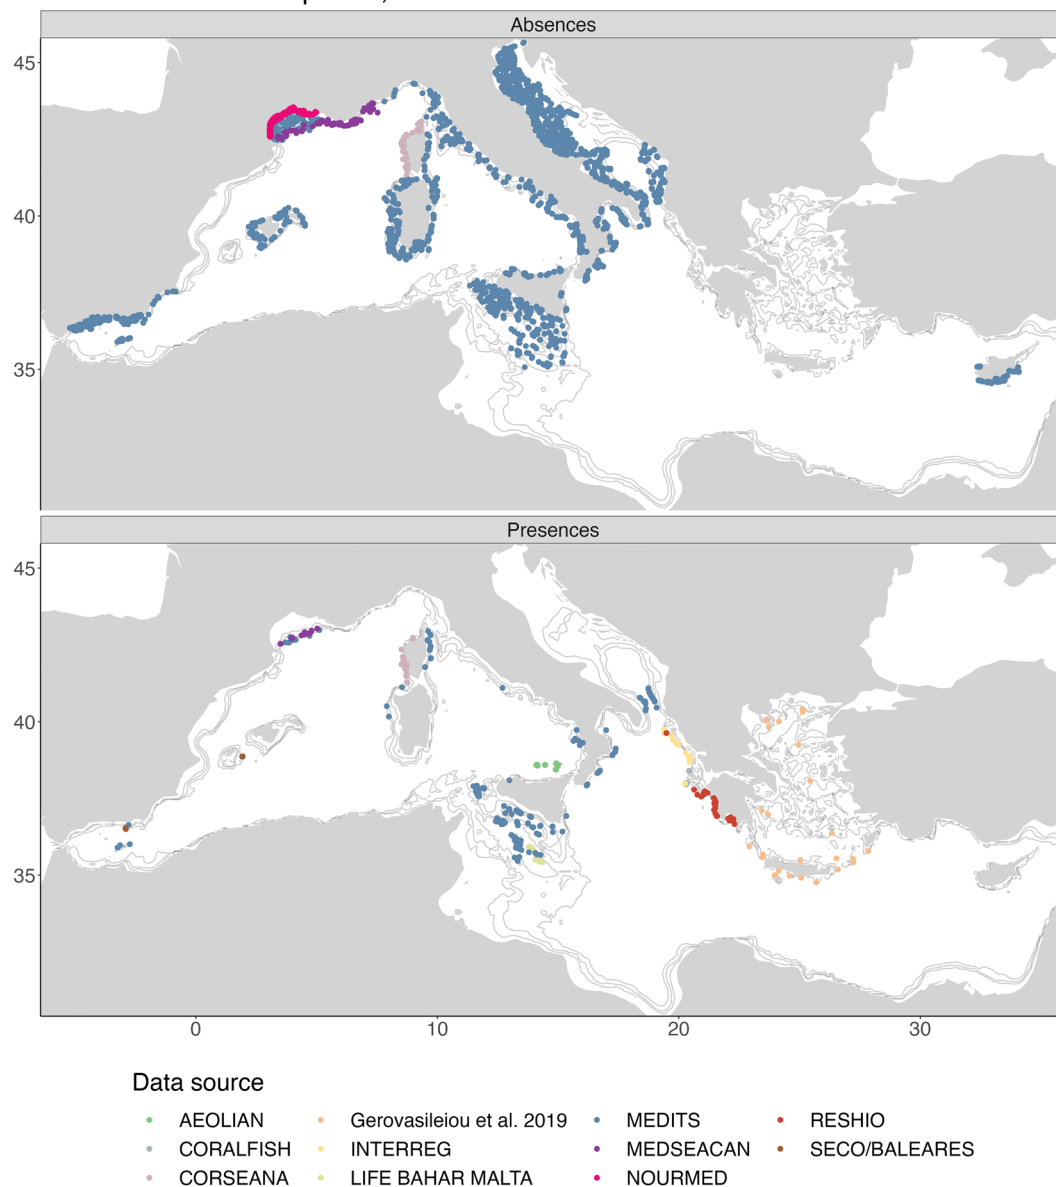 Absences
45
40
35
Presences
45
40
35
0 10 20 30
Data source
AEOLIAN Gerovasileiou et al. 2019 MEDITS RESHIO
CORALFISH INTERREG MEDSEACAN SECO/BALEARES
CORSEANA LIFE BAHAR MALTA NOURMED